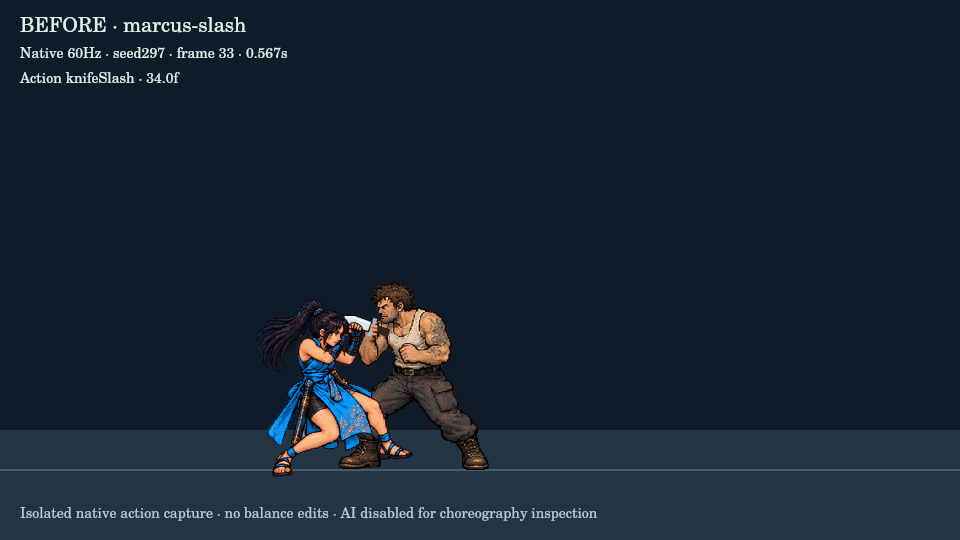 BEFORE · marcus-slash
Native 60Hz · seed297 · frame 33 · 0.567s
Action knifeSlash · 34.0f
Isolated native action capture · no balance edits · AI disabled for choreography inspection